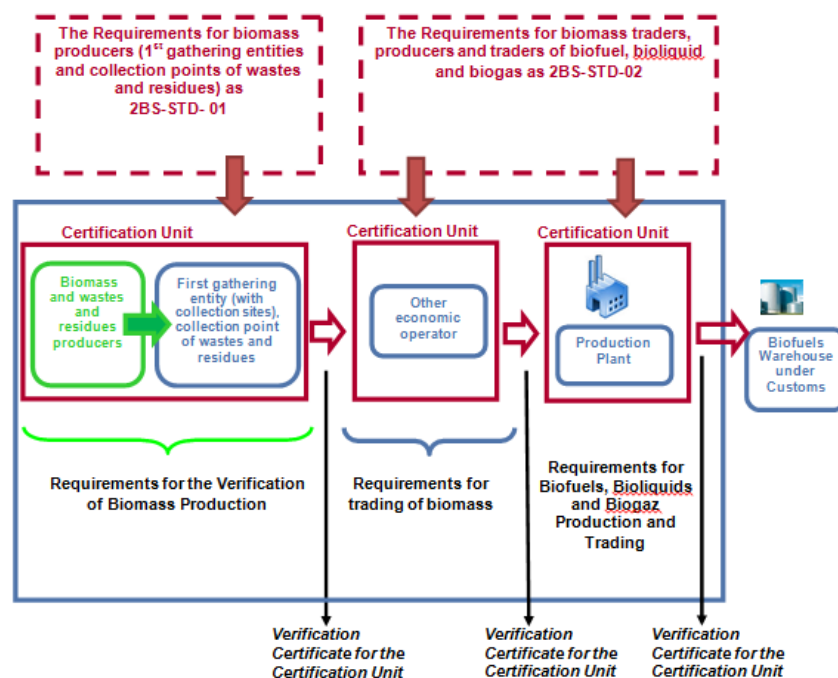 The Requirements for biomass
producers (1st gathering entities
and collection points of wastes
and residues) as
2BS-STD- 01
The Requirements for biomass traders,
producers and traders of biofuel, bioliquid
and biogas as 2BS-STD-02
Certification Unit
Certification Unit
Certification Unit
Biomass
and wastes
and
residues
producers
First gathering
entity (with
collection sites),
collection point
of wastes and
residues
Other
economic
operator
Production
Plant
Biofuels
Warehouse
under
Customs
Requirements for the Verification
of Biomass Production
Requirements for
trading of biomass
Requirements for
Biofuels, Bioliquids
and Biogaz
Production and
Trading
Verification
Certificate for the
Certification Unit
Verification
Certificate for the
Certification Unit
Verification
Certificate for the
Certification Unit